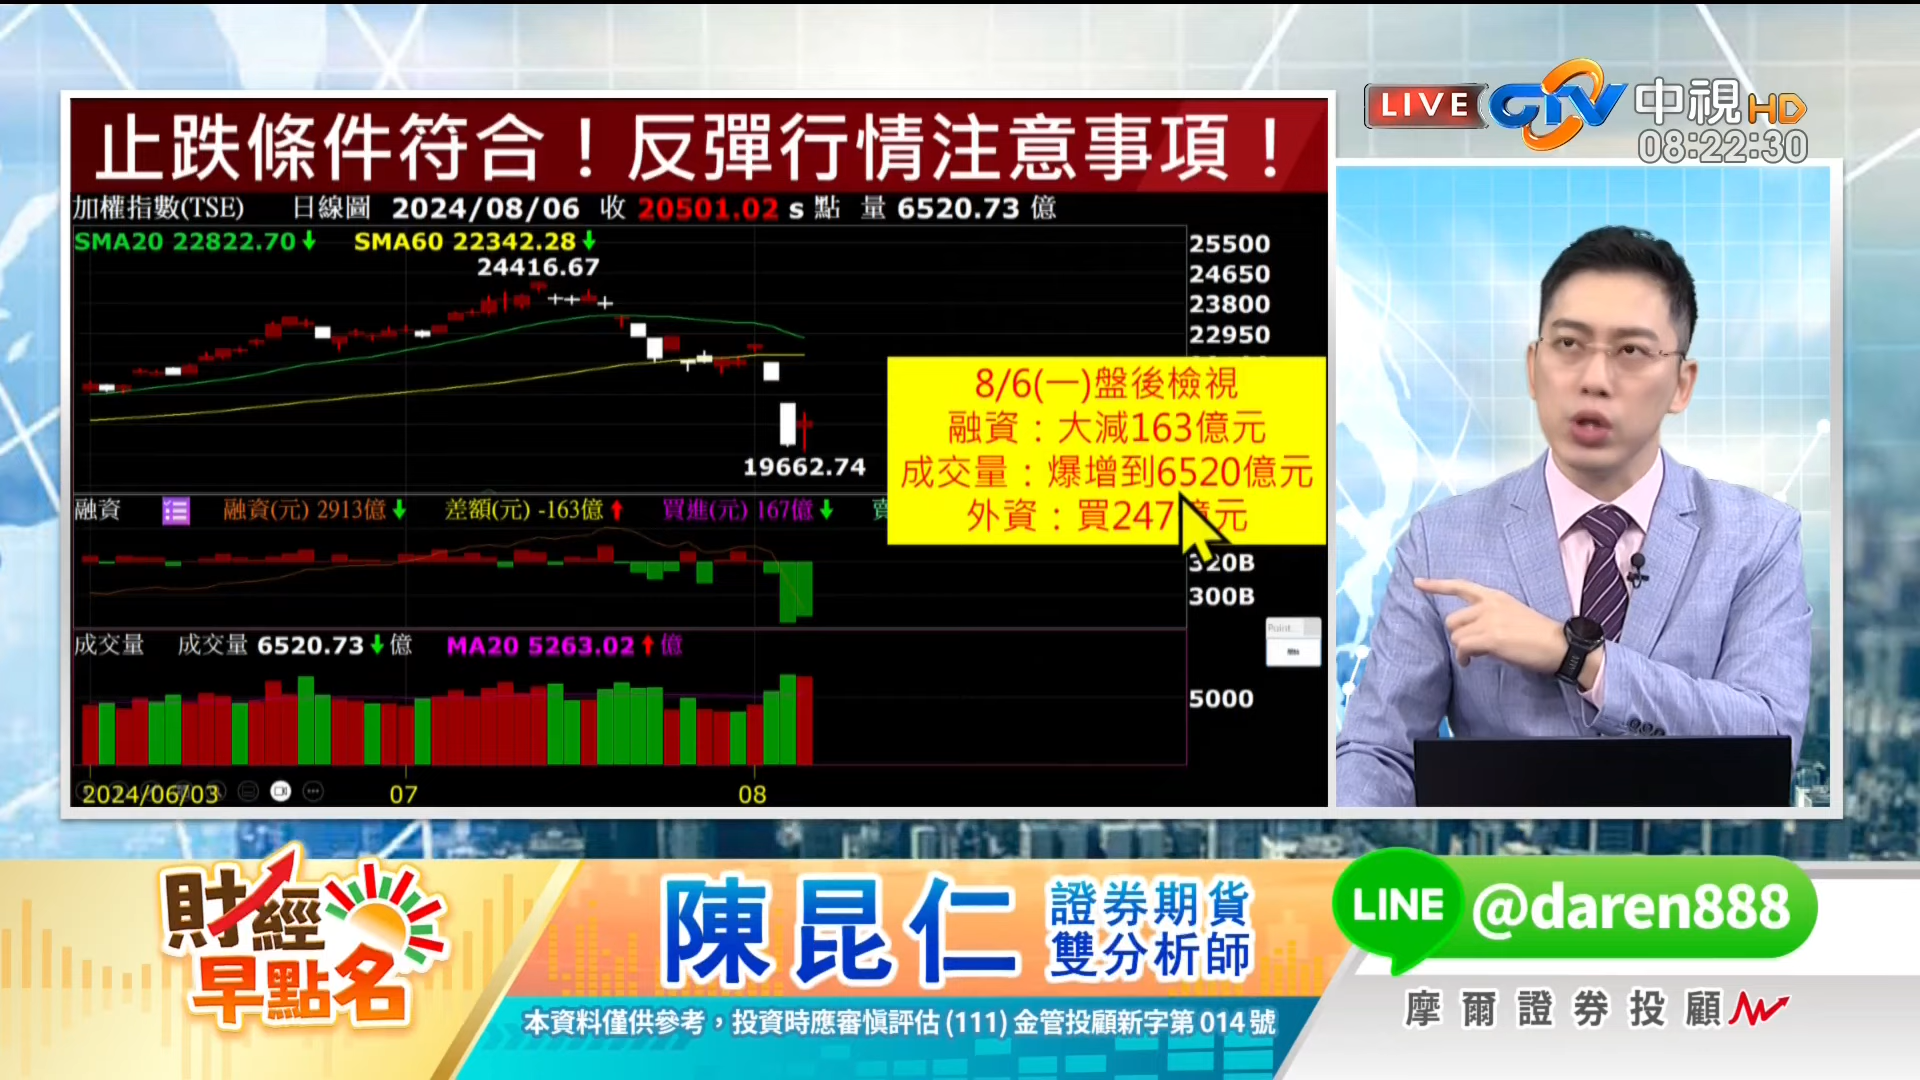 止跌條件符合！反彈行情注意事項！
LIVE CTV 中視HD
08:22:30
加權指數(TSE) 日線圖 2024/08/06 收 20501.02 s 點 量 6520.73 億
SMA20 22822.70↓ SMA60 22342.28↓
24416.67
25500
24650
23800
22950
8/6(一)盤後檢視
融資：大減163億元
成交量：爆增到6520億元
外資：買247億元
19662.74
融資 融資(元) 2913億↓ 差額(元) -163億↑ 買進(元) 167億↓
320B
300B
Point.
成交量 成交量 6520.73↓億 MA20 5263.02↑億
5000
2024/06/03 07 08
財經
早點名
陳昆仁
證券期貨
雙分析師
LINE @daren888
摩爾證券投顧
本資料僅供參考，投資時應審慎評估 (111) 金管投顧新字第 014 號